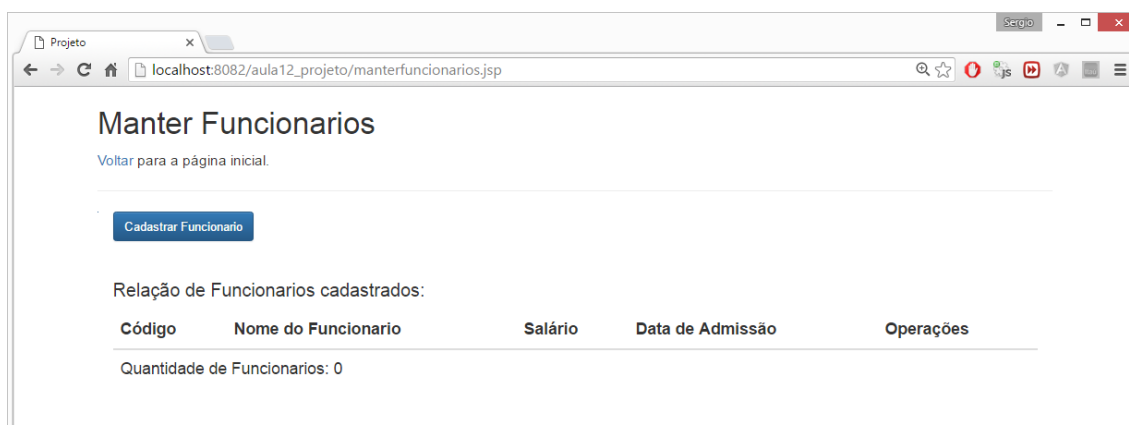 Sergio
Projeto
localhost:8082/aula12_projeto/manterfuncionarios.jsp
js
Manter Funcionarios
Voltar para a página inicial.
Cadastrar Funcionario
Relação de Funcionarios cadastrados:
Código Nome do Funcionario Salário Data de Admissão Operações
Quantidade de Funcionarios: 0